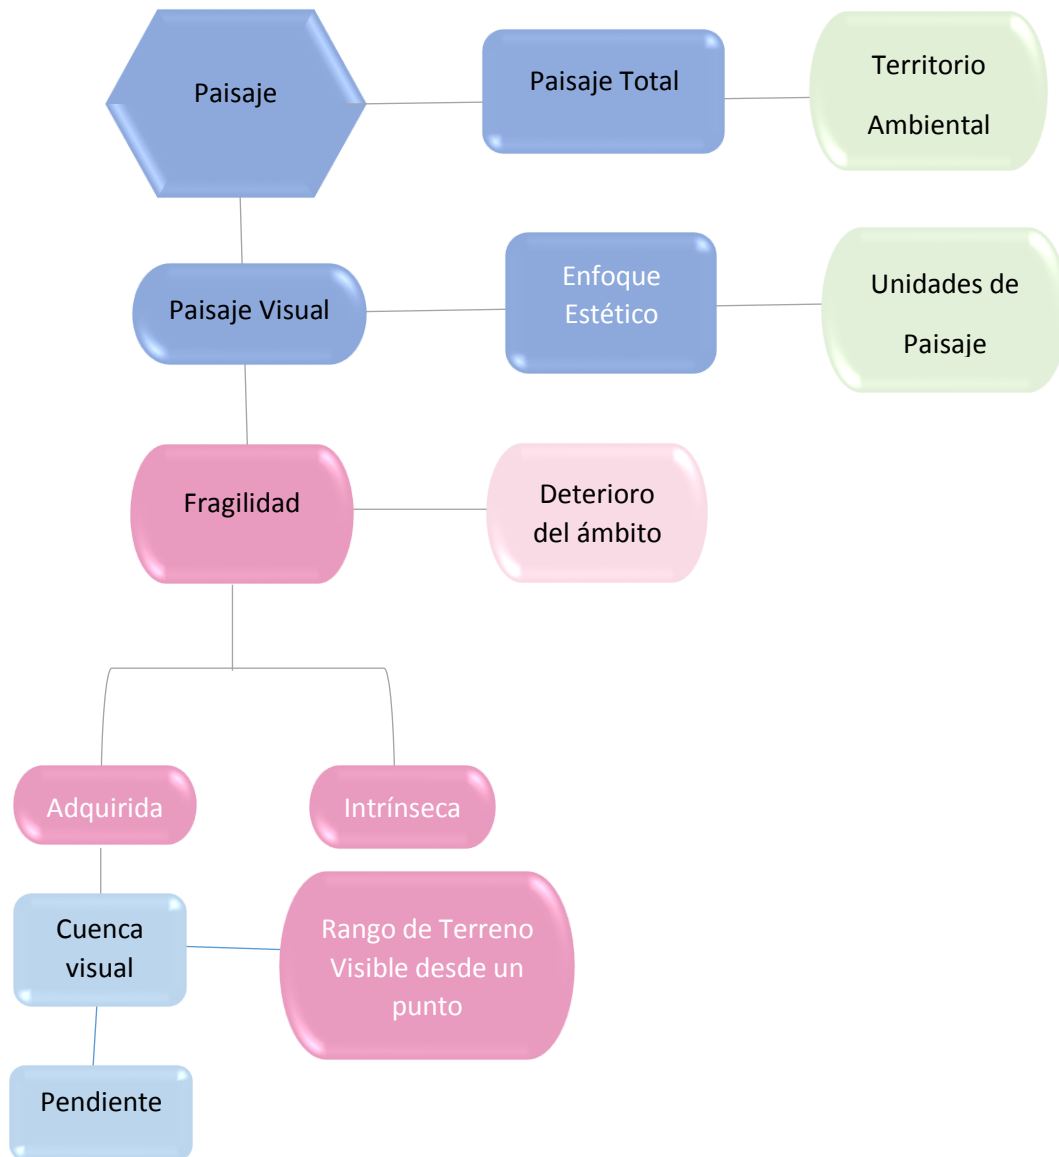 Paisaje
Paisaje Total
Territorio
Ambiental
Paisaje Visual
Enfoque
Estético
Unidades de
Paisaje
Fragilidad
Deterioro
del ámbito
Adquirida
Intrínseca
Cuenca
visual
Rango de Terreno
Visible desde un
punto
Pendiente